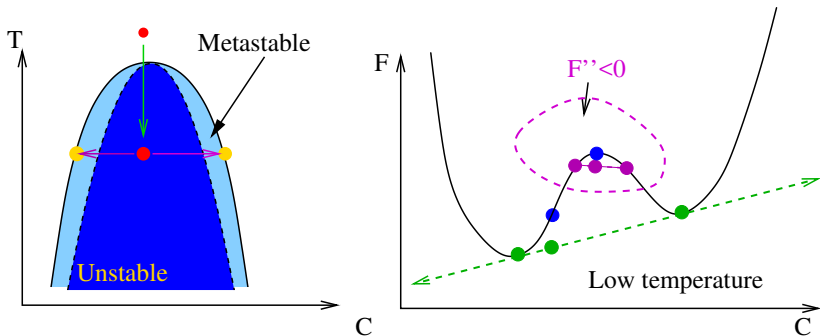 T
Metastable
Unstable
C
F
F’’<0
Low temperature
C